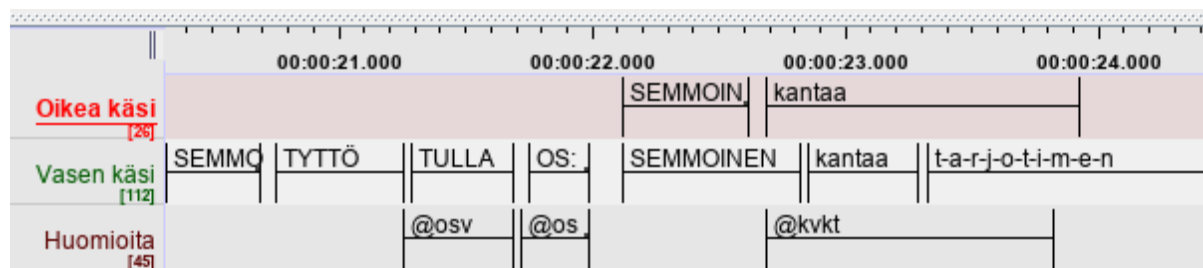 00:00:21.000 00:00:22.000 00:00:23.000 00:00:24.000
Oikea käsi SEMMOIN kantaa
[26]
Vasen käsi SEMMO TYTTÖ TULLA OS: SEMMOINEN kantaa t-a-r-j-o-t-i-m-e-n
[112]
Huomioita @osv @os @kvkt
[45]